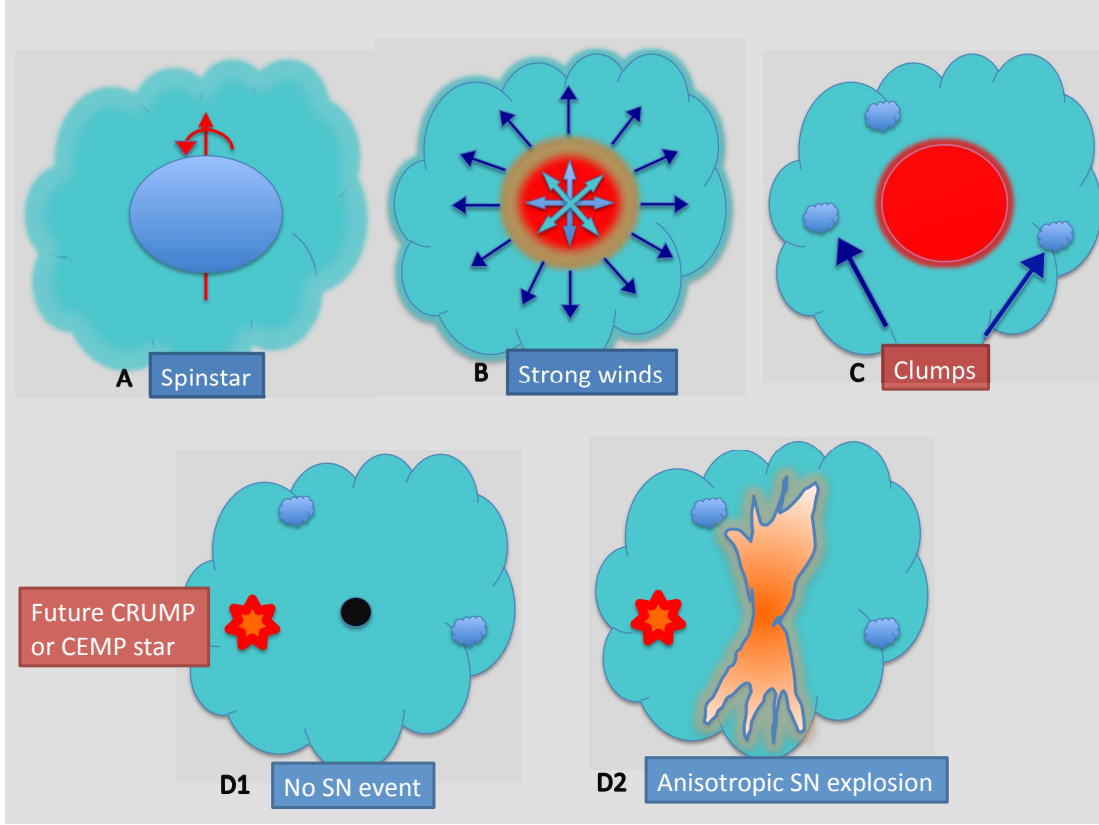 A Spinstar
B Strong winds
C Clumps
Future CRUMP
or CEMP star
D1 No SN event
D2 Anisotropic SN explosion